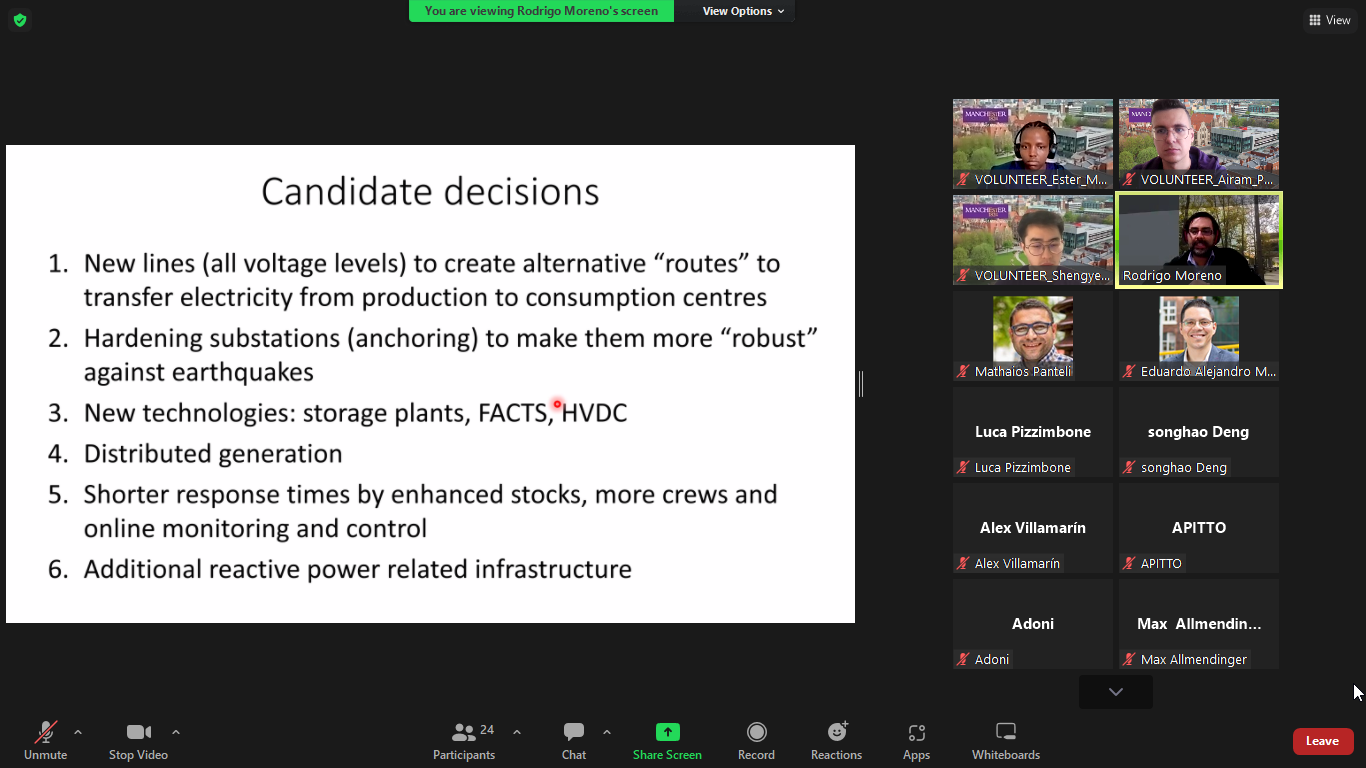 You are viewing Rodrigo Moreno's screen
View Options
View
Candidate decisions
1. New lines (all voltage levels) to create alternative “routes” to
transfer electricity from production to consumption centres
2. Hardening substations (anchoring) to make them more “robust”
against earthquakes
3. New technologies: storage plants, FACTS, HVDC
4. Distributed generation
5. Shorter response times by enhanced stocks, more crews and
online monitoring and control
6. Additional reactive power related infrastructure
MANCHESTER
VOLUNTEER_Ester_M...
VOLUNTEER_Airam_P...
MANCHESTER
VOLUNTEER_Shengye...
Rodrigo Moreno
Mathaios Panteli
Eduardo Alejandro M...
Luca Pizzimbone
Luca Pizzimbone
songhao Deng
songhao Deng
Alex Villamarín
Alex Villamarín
APITTO
APITTO
Adoni
Adoni
Max Allmendin...
Max Allmendinger
Unmute
Stop Video
Participants
24
Chat
Share Screen
Record
Reactions
Apps
Whiteboards
Leave